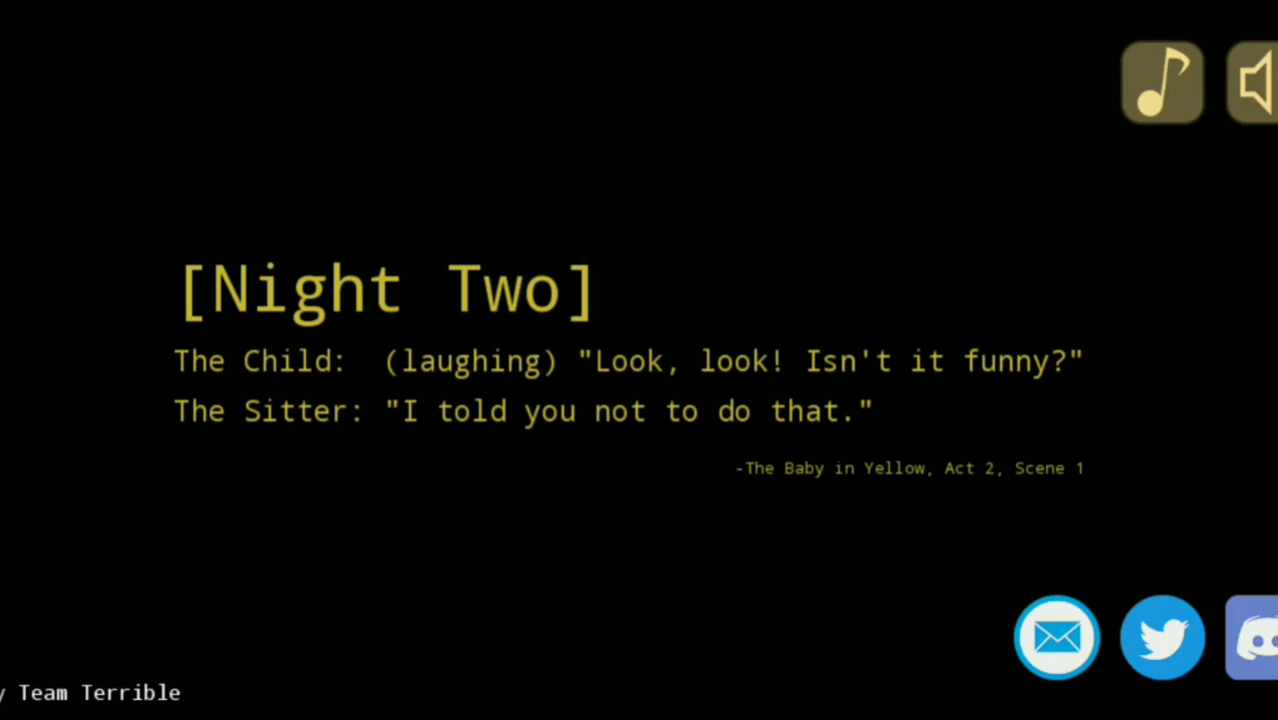 [Night Two]
The Child: (laughing) "Look, look! Isn't it funny?"
The Sitter: "I told you not to do that."
-The Baby in Yellow, Act 2, Scene 1
y Team Terrible